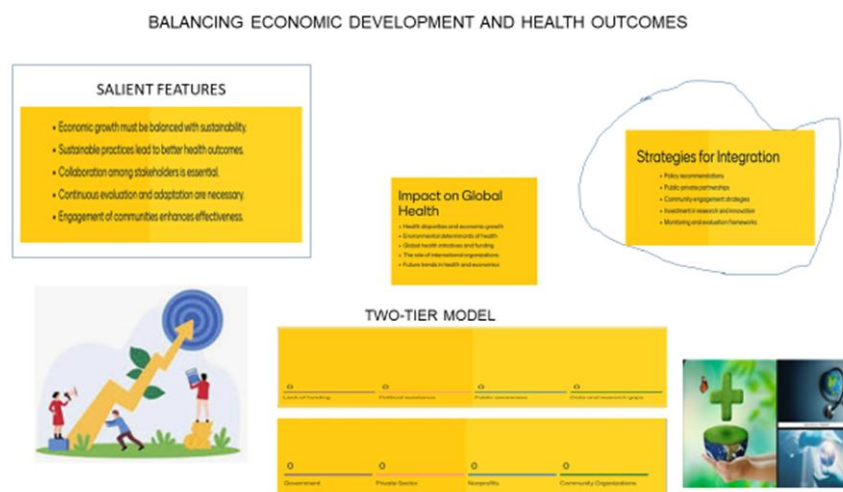 BALANCING ECONOMIC DEVELOPMENT AND HEALTH OUTCOMES
SALIENT FEATURES
• Economic growth must be balanced with sustainability.
• Sustainable practices lead to better health outcomes.
• Collaboration among stakeholders is essential.
• Continuous evaluation and adaptation are necessary.
• Engagement of communities enhances effectiveness.
Impact on Global
Health
• Health disparities and economic growth
• Environmental determinants of health
• Global health initiatives and funding
• The role of international organizations
• Future trends in health and economics
Strategies for Integration
• Policy recommendations
• Public-private partnerships
• Community engagement strategies
• Investment in research and innovation
• Monitoring and evaluation frameworks
TWO-TIER MODEL
0 0 0 0
Lack of funding Political resistance Public awareness Data and research gaps
0 0 0 0
Government Private Sector Nonprofits Community Organizations